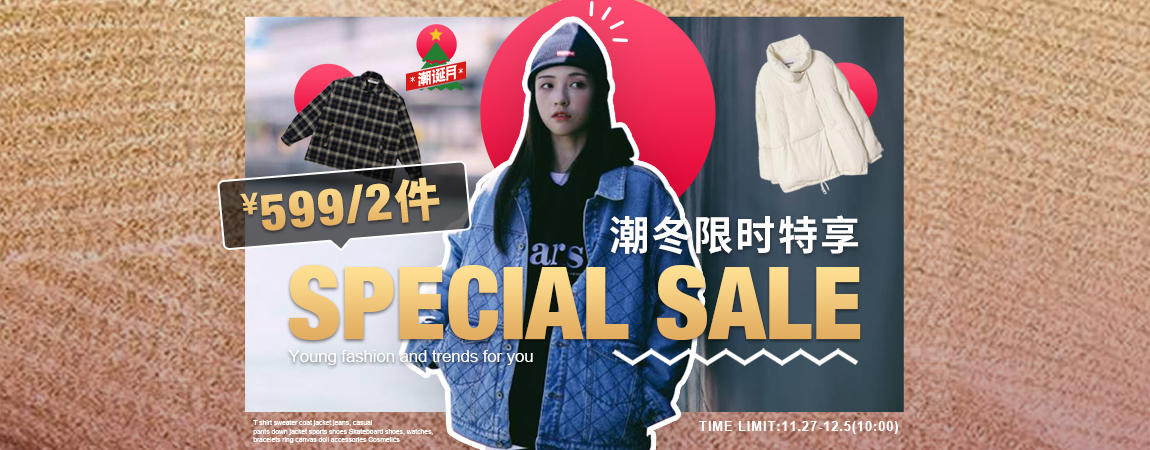 潮诞月
¥599/2件
ars
潮冬限时特享
SPECIAL SALE
Young fashion and trends for you
T shirt sweater coat jacket jeans, casual
pants down jacket sports shoes Skateboard shoes, watches,
bracelets ring canvas doll accessories Cosmetics
TIME LIMIT:11.27-12.5(10:00)